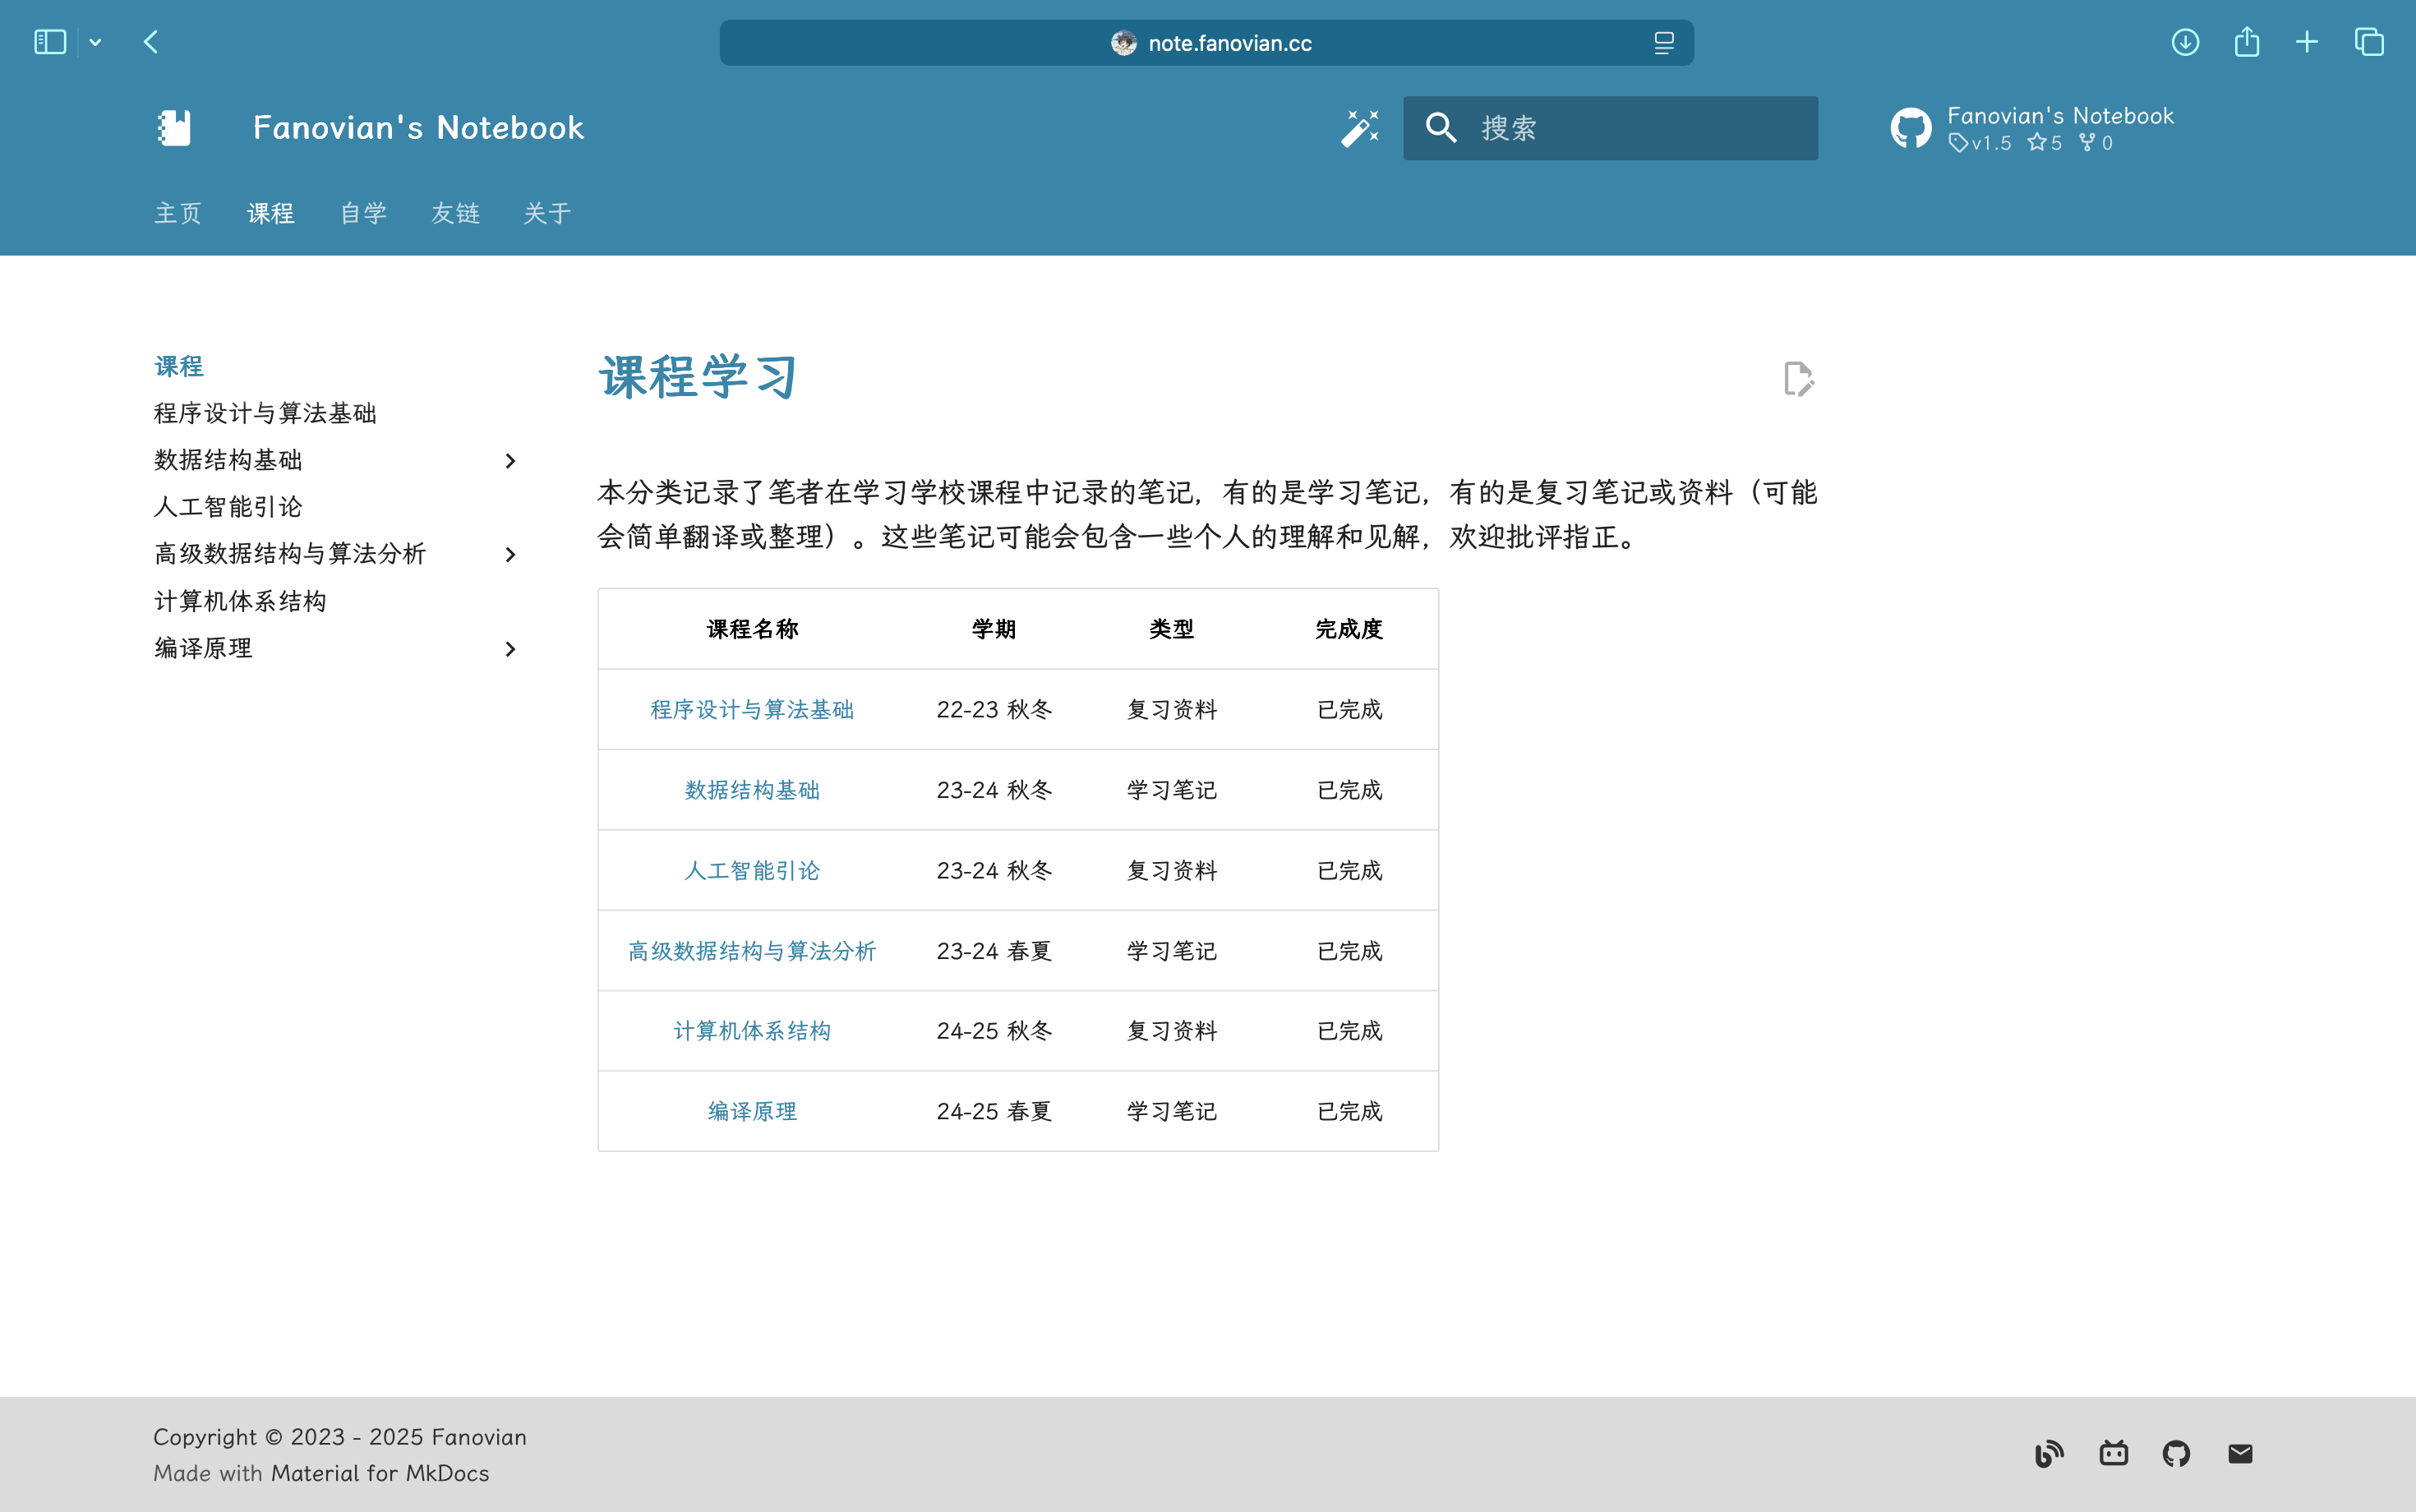 note.fanovian.cc
Fanovian's Notebook
搜索
Fanovian's Notebook
v1.5 5 0
主页 课程 自学 友链 关于
课程
程序设计与算法基础
数据结构基础
人工智能引论
高级数据结构与算法分析
计算机体系结构
编译原理
课程学习
本分类记录了笔者在学习学校课程中记录的笔记，有的是学习笔记，有的是复习笔记或资料（可能
会简单翻译或整理）。这些笔记可能会包含一些个人的理解和见解，欢迎批评指正。
课程名称 学期 类型 完成度
程序设计与算法基础 22-23 秋冬 复习资料 已完成
数据结构基础 23-24 秋冬 学习笔记 已完成
人工智能引论 23-24 秋冬 复习资料 已完成
高级数据结构与算法分析 23-24 春夏 学习笔记 已完成
计算机体系结构 24-25 秋冬 复习资料 已完成
编译原理 24-25 春夏 学习笔记 已完成
Copyright © 2023 - 2025 Fanovian
Made with Material for MkDocs